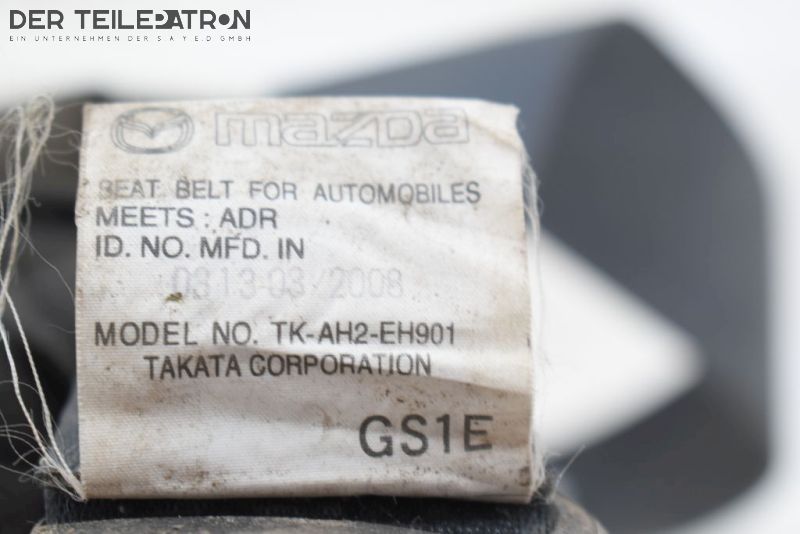 DER TEILEPATRON
EIN UNTERNEHMEN DER SAYED GMBH
mazda
SEAT BELT FOR AUTOMOBILES
MEETS : ADR
ID. NO. MFD. IN
0313-03/2008
MODEL NO. TK-AH2-EH901
TAKATA CORPORATION
GS1E